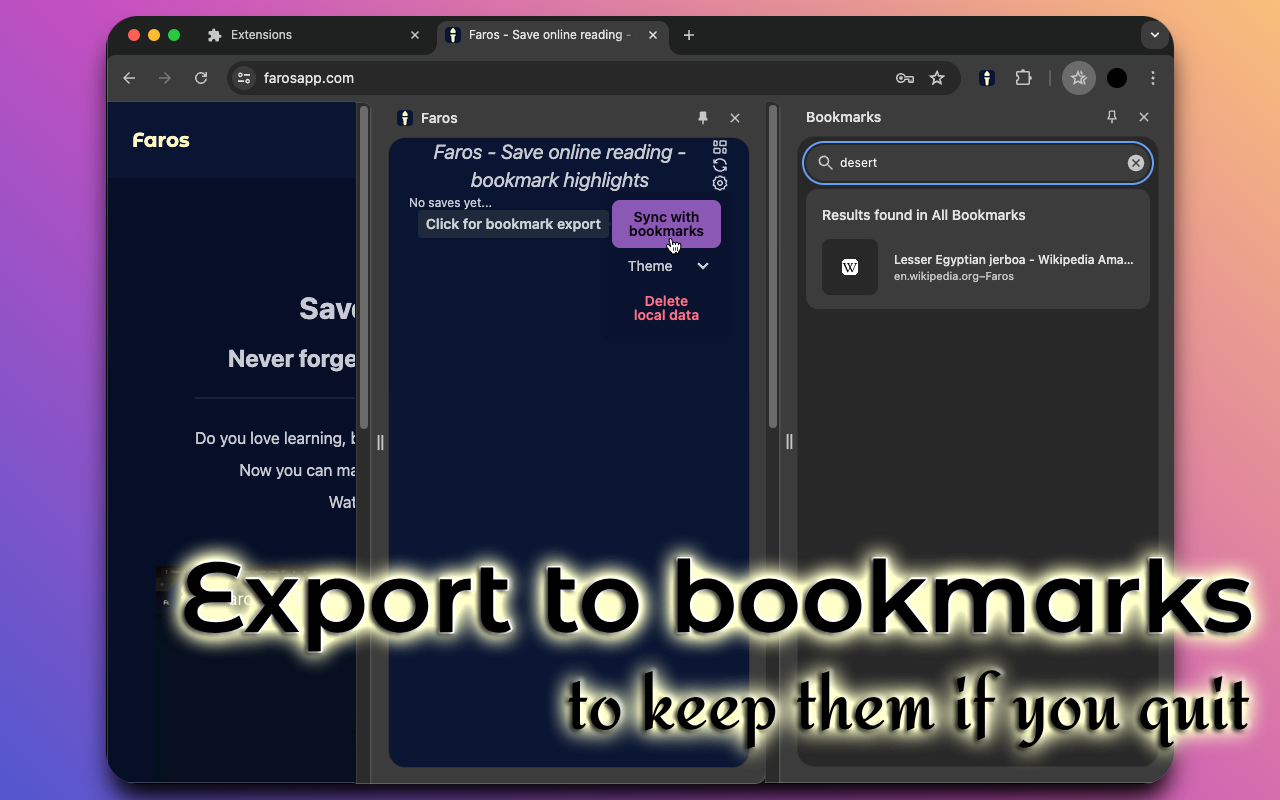 Extensions
Faros - Save online reading -
farosapp.com
Faros
Save
Never forge
Do you love learning, b
Now you can ma
Wat
Faros
Faros - Save online reading -
bookmark highlights
No saves yet...
Click for bookmark export
Sync with
bookmarks
Theme
Delete
local data
Bookmarks
desert
Results found in All Bookmarks
W
Lesser Egyptian jerboa - Wikipedia Ama...
en.wikipedia.org–Faros
Export to bookmarks
to keep them if you quit